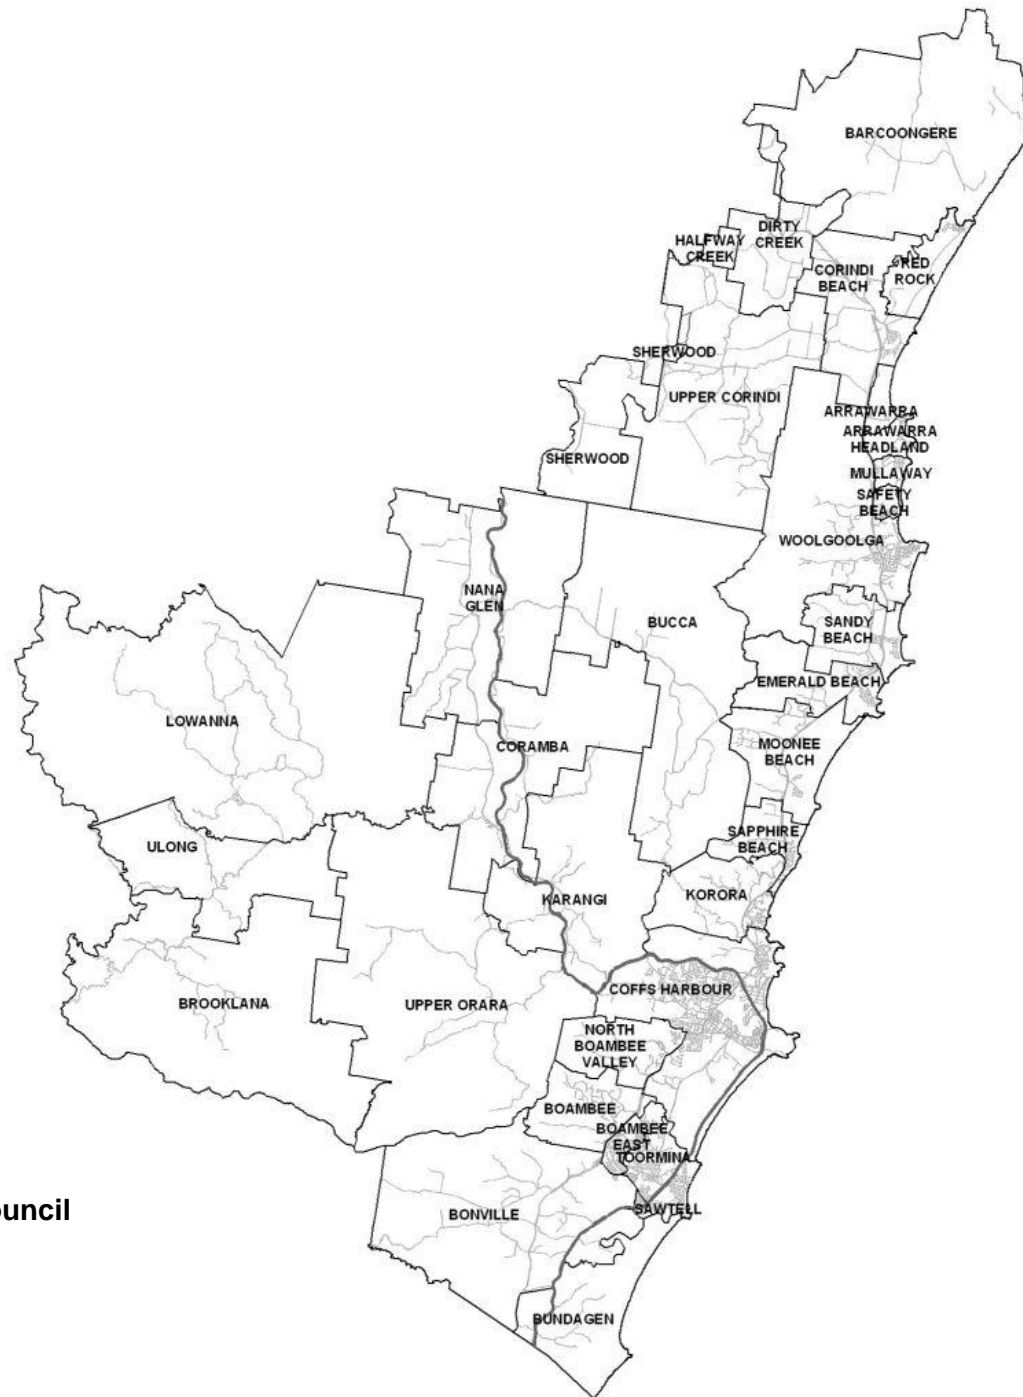 BARCOONGERE
DIRTY
CREEK
HALFWAY
CREEK
CORINDI
BEACH
RED
ROCK
SHERWOOD
UPPER CORINDI
ARRAWARRA
ARRAWARRA
HEADLAND
SHERWOOD
MULLAWAY
SAFETY
BEACH
WOOLGOOLGA
NANA
GLEN
BUCCA
SANDY
BEACH
EMERALD BEACH
LOWANNA
CORAMBA
MOONEE
BEACH
ULONG
SAPPHIRE
BEACH
KARANGI
KORORA
BROOKLANA
UPPER ORARA
COFFS HARBOUR
NORTH
BOAMBEE
VALLEY
BOAMBEE
BOAMBEE
EAST
TOORMINA
BONVILLE
SAWTELL
BUNDAGEN